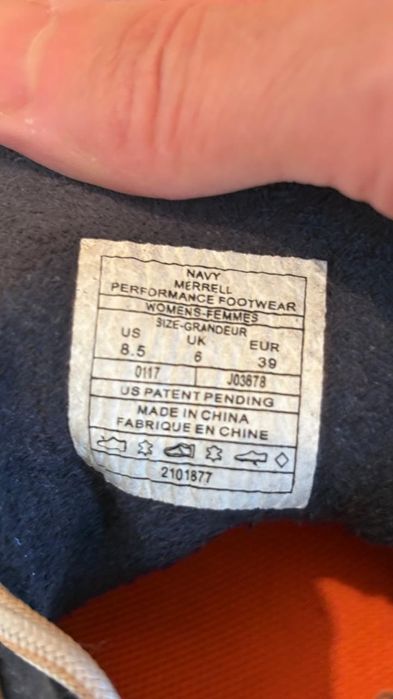 NAVY
MERRELL
PERFORMANCE FOOTWEAR
WOMENS-FEMMES
SIZE-GRANDEUR
US UK EUR
8.5 6 39
0117 J03678
US PATENT PENDING
MADE IN CHINA
FABRIQUE EN CHINE
2101877